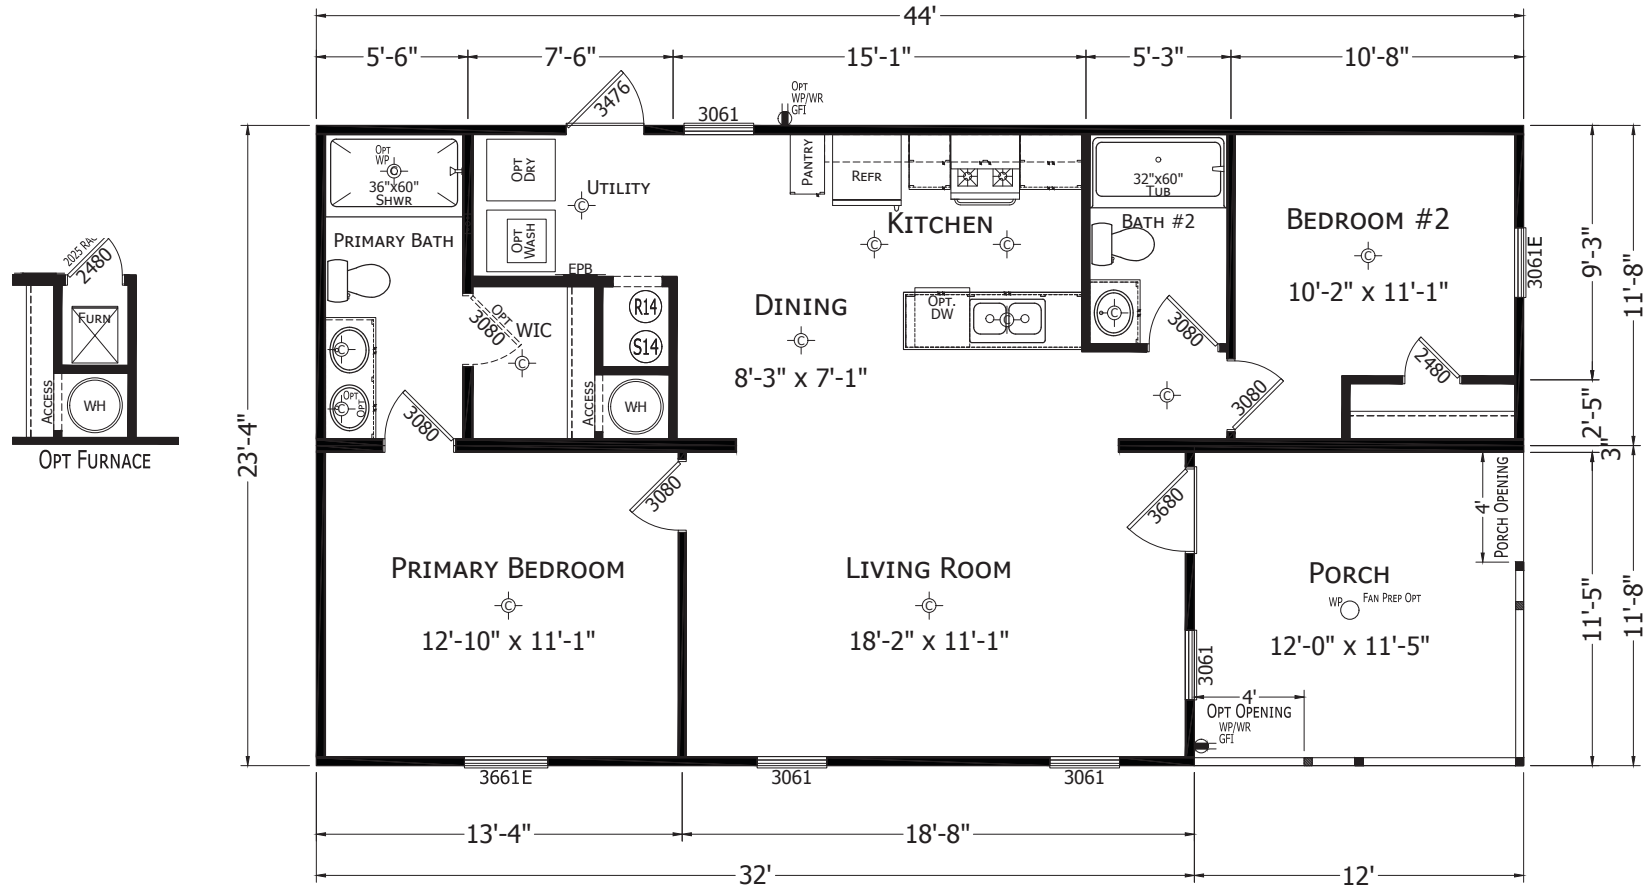 44'
5'-6"
7'-6"
15'-1"
5'-3"
10'-8"
3476
3061
OPT
WP/WR
GFI
OPT
WP
36"x60"
SHWR
OPT
DRY
UTILITY
PANTRY
REFR
32"x60"
TUB
OPT
WASH
KITCHEN
BATH #2
BEDROOM #2
10'-2" x 11'-1"
3061E
9'-3"
11'-8"
PRIMARY BATH
EPB
2480
FURN
ACCESS
WH
OPT FURNACE
OPT
3080
WIC
R14
S14
DINING
8'-3" x 7'-1"
OPT.
DW
C
3080
2480
3080
2'-5"
3"
OPT
OPT
3080
ACCESS
WH
23'-4"
3080
3680
4'
PORCH OPENING
PRIMARY BEDROOM
12'-10" x 11'-1"
LIVING ROOM
18'-2" x 11'-1"
PORCH
WP
FAN PREP OPT
12'-0" x 11'-5"
11'-5"
11'-8"
3061
4'
OPT OPENING
WP/WR
GFI
3661E
3061
3061
13'-4"
18'-8"
32'
12'